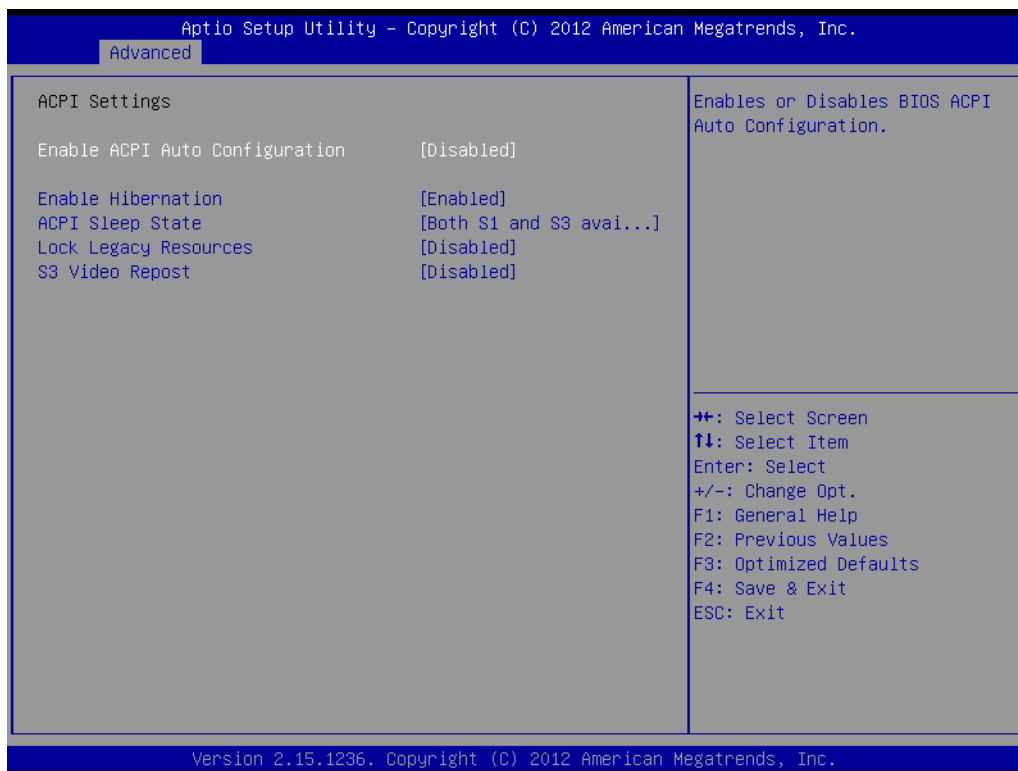 Aptio Setup Utility – Copyright (C) 2012 American Megatrends, Inc.
Advanced
ACPI Settings
Enable ACPI Auto Configuration [Disabled]
Enable Hibernation [Enabled]
ACPI Sleep State [Both S1 and S3 avai...]
Lock Legacy Resources [Disabled]
S3 Video Repost [Disabled]
Enables or Disables BIOS ACPI
Auto Configuration.
→←: Select Screen
↑↓: Select Item
Enter: Select
+/-: Change Opt.
F1: General Help
F2: Previous Values
F3: Optimized Defaults
F4: Save & Exit
ESC: Exit
Version 2.15.1236. Copyright (C) 2012 American Megatrends, Inc.